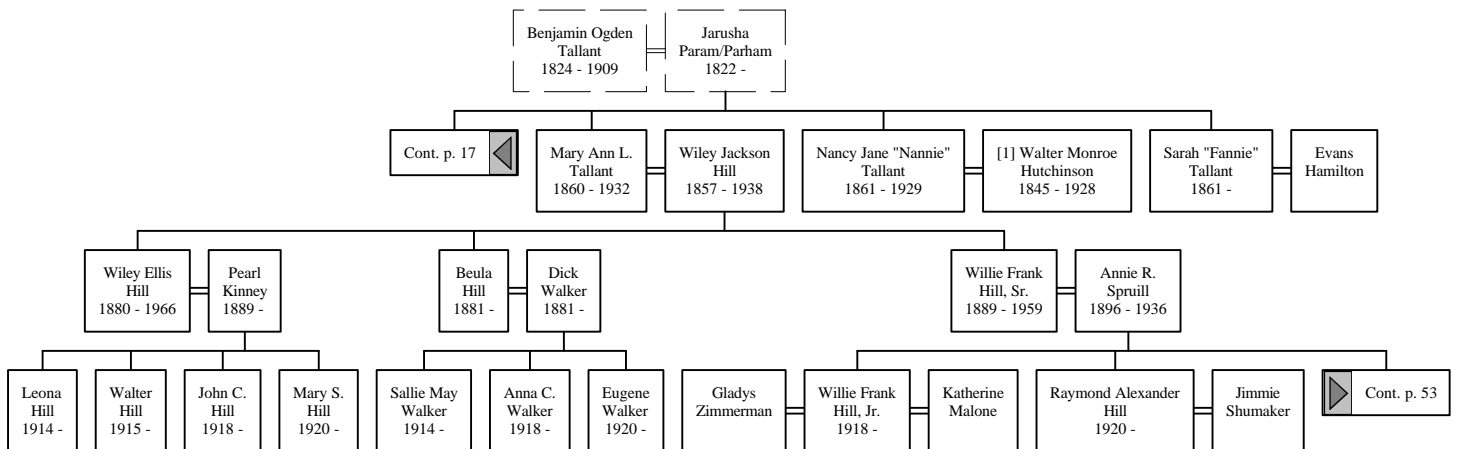 Benjamin Ogden
Tallant
1824 - 1909
Jarusha
Param/Parham
1822 -
Cont. p. 17
Mary Ann L.
Tallant
1860 - 1932
Wiley Jackson
Hill
1857 - 1938
Nancy Jane "Nannie"
Tallant
1861 - 1929
[1] Walter Monroe
Hutchinson
1845 - 1928
Sarah "Fannie"
Tallant
1861 -
Evans
Hamilton
Wiley Ellis
Hill
1880 - 1966
Pearl
Kinney
1889 -
Beula
Hill
1881 -
Dick
Walker
1881 -
Willie Frank
Hill, Sr.
1889 - 1959
Annie R.
Spruill
1896 - 1936
Leona
Hill
1914 -
Walter
Hill
1915 -
John C.
Hill
1918 -
Mary S.
Hill
1920 -
Sallie May
Walker
1914 -
Anna C.
Walker
1918 -
Eugene
Walker
1920 -
Gladys
Zimmerman
Willie Frank
Hill, Jr.
1918 -
Katherine
Malone
Raymond Alexander
Hill
1920 -
Jimmie
Shumaker
Cont. p. 53